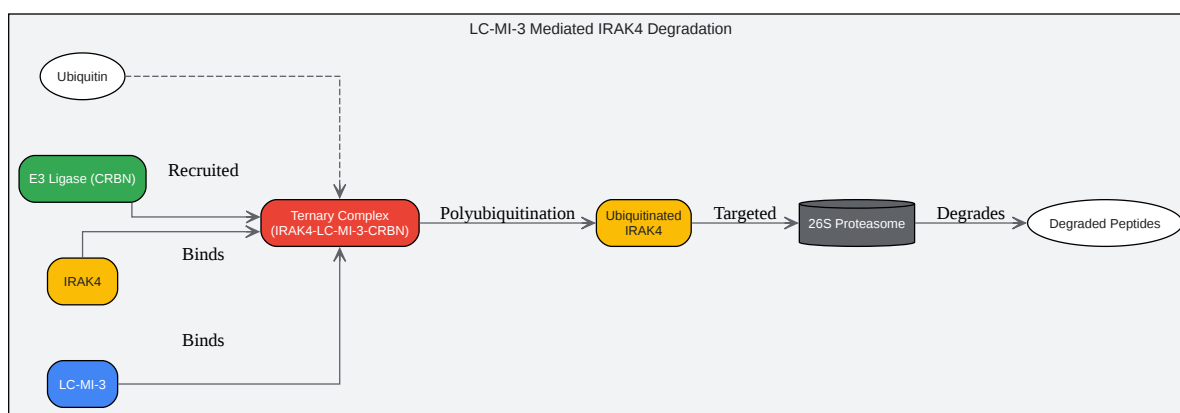 LC-MI-3 Mediated IRAK4 Degradation
Ubiquitin
E3 Ligase (CRBN)
Recruited
Ternary Complex
(IRAK4-LC-MI-3-CRBN)
Polyubiquitination
Ubiquitinated
IRAK4
Targeted
26S Proteasome
Degrades
Degraded Peptides
Binds
IRAK4
Binds
LC-MI-3